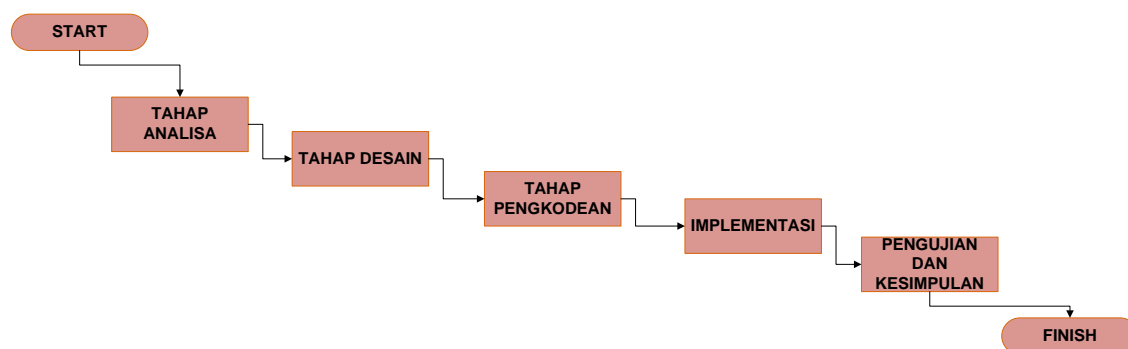 START
TAHAP
ANALISA
TAHAP DESAIN
TAHAP
PENGKODEAN
IMPLEMENTASI
PENGUJIAN
DAN
KESIMPULAN
FINISH